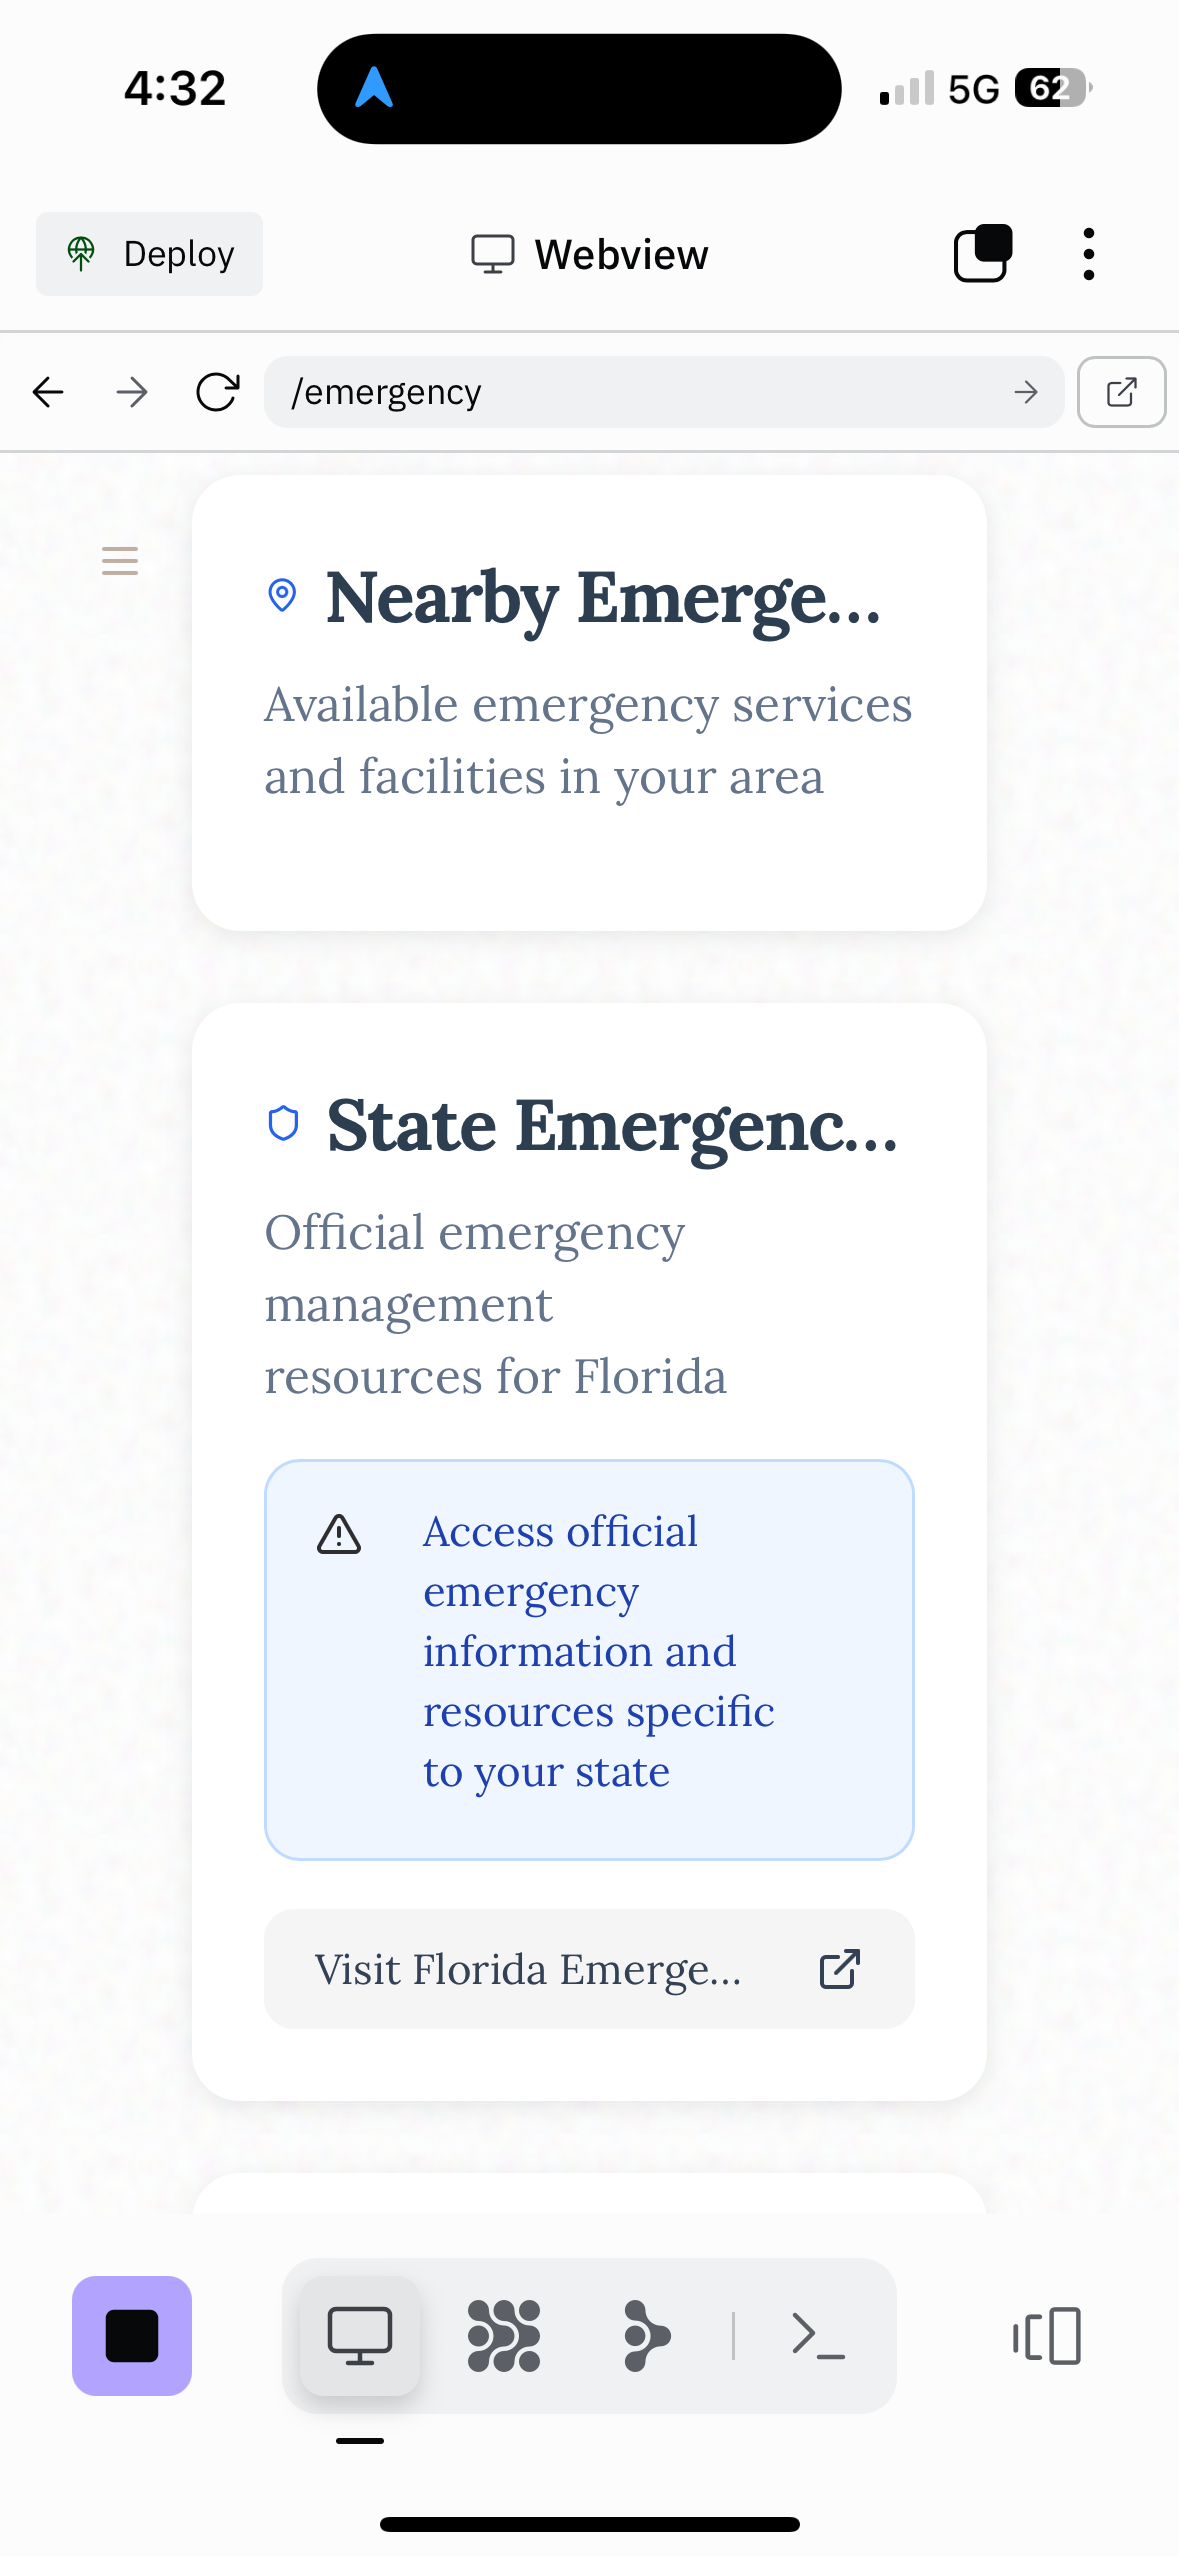 4:32
5G
62
Deploy
Webview
/emergency
Nearby Emerge...
Available emergency services
and facilities in your area
State Emergenc...
Official emergency
management
resources for Florida
Access official
emergency
information and
resources specific
to your state
Visit Florida Emerge...